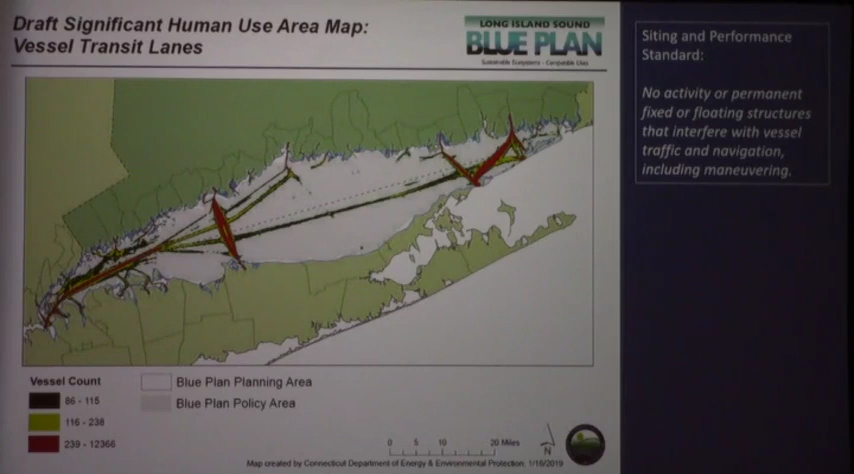 Draft Significant Human Use Area Map:
Vessel Transit Lanes
LONG ISLAND SOUND
BLUE PLAN
Sustainable Ecosystems - Compatible Uses
Siting and Performance
Standard:
No activity or permanent
fixed or floating structures
that interfere with vessel
traffic and navigation,
including maneuvering.
Vessel Count
86 - 115
116 - 238
239 - 12366
Blue Plan Planning Area
Blue Plan Policy Area
0 5 10 20 Miles
N
Map created by Connecticut Department of Energy & Environmental Protection, 1/16/2019